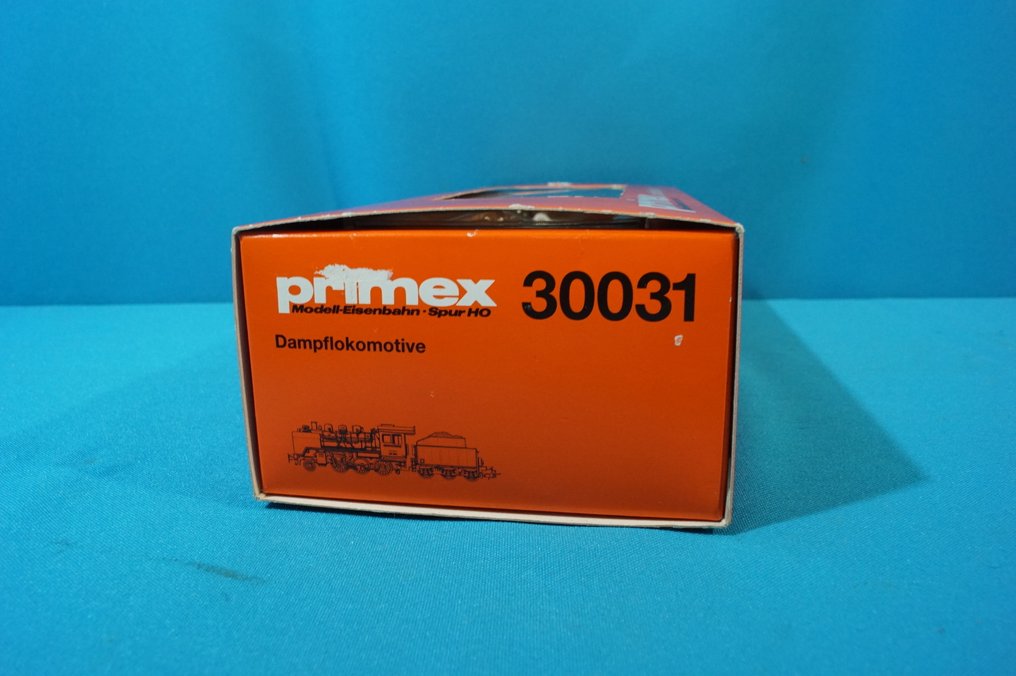 primex 30031
Modell-Eisenbahn · Spur HO
Dampflokomotive